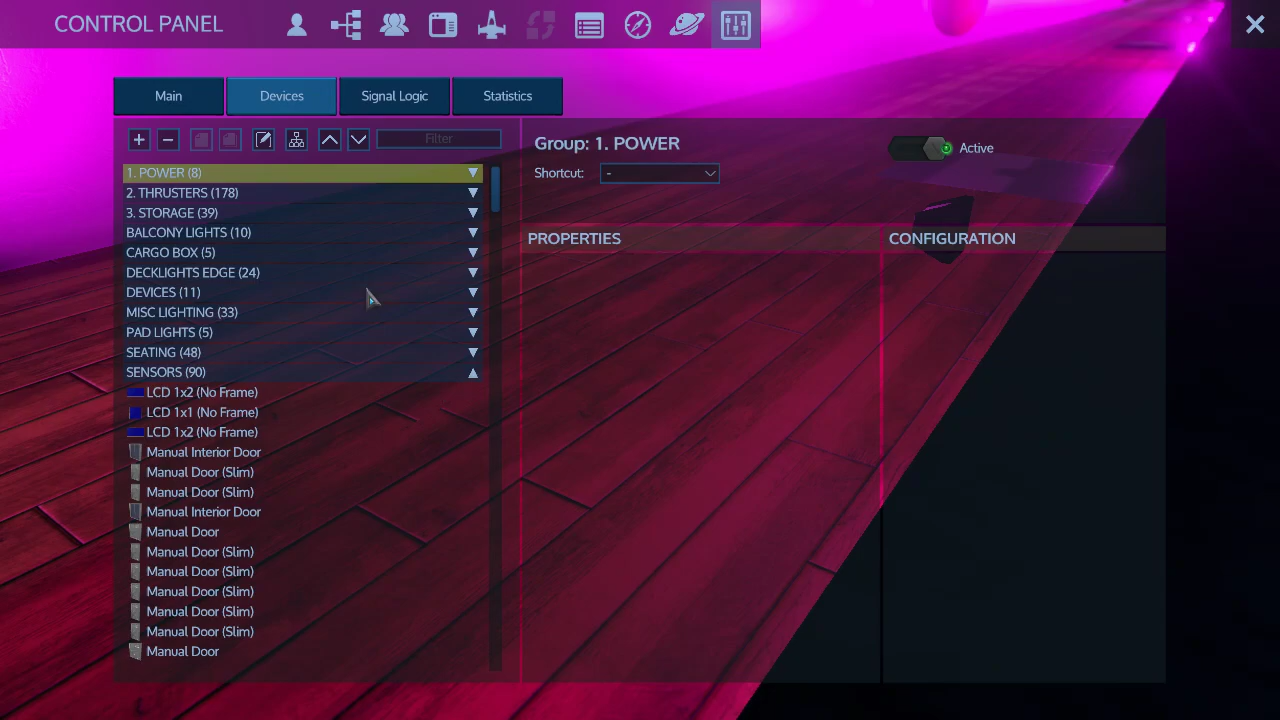 CONTROL PANEL
Main
Devices
Signal Logic
Statistics
Filter
1. POWER (8)
2. THRUSTERS (178)
3. STORAGE (39)
BALCONY LIGHTS (10)
CARGO BOX (5)
DECKLIGHTS EDGE (24)
DEVICES (11)
MISC LIGHTING (33)
PAD LIGHTS (5)
SEATING (48)
SENSORS (90)
LCD 1x2 (No Frame)
LCD 1x1 (No Frame)
LCD 1x2 (No Frame)
Manual Interior Door
Manual Door (Slim)
Manual Door (Slim)
Manual Interior Door
Manual Door
Manual Door (Slim)
Manual Door (Slim)
Manual Door (Slim)
Manual Door (Slim)
Manual Door (Slim)
Manual Door
Group: 1. POWER
Active
Shortcut: -
PROPERTIES
CONFIGURATION